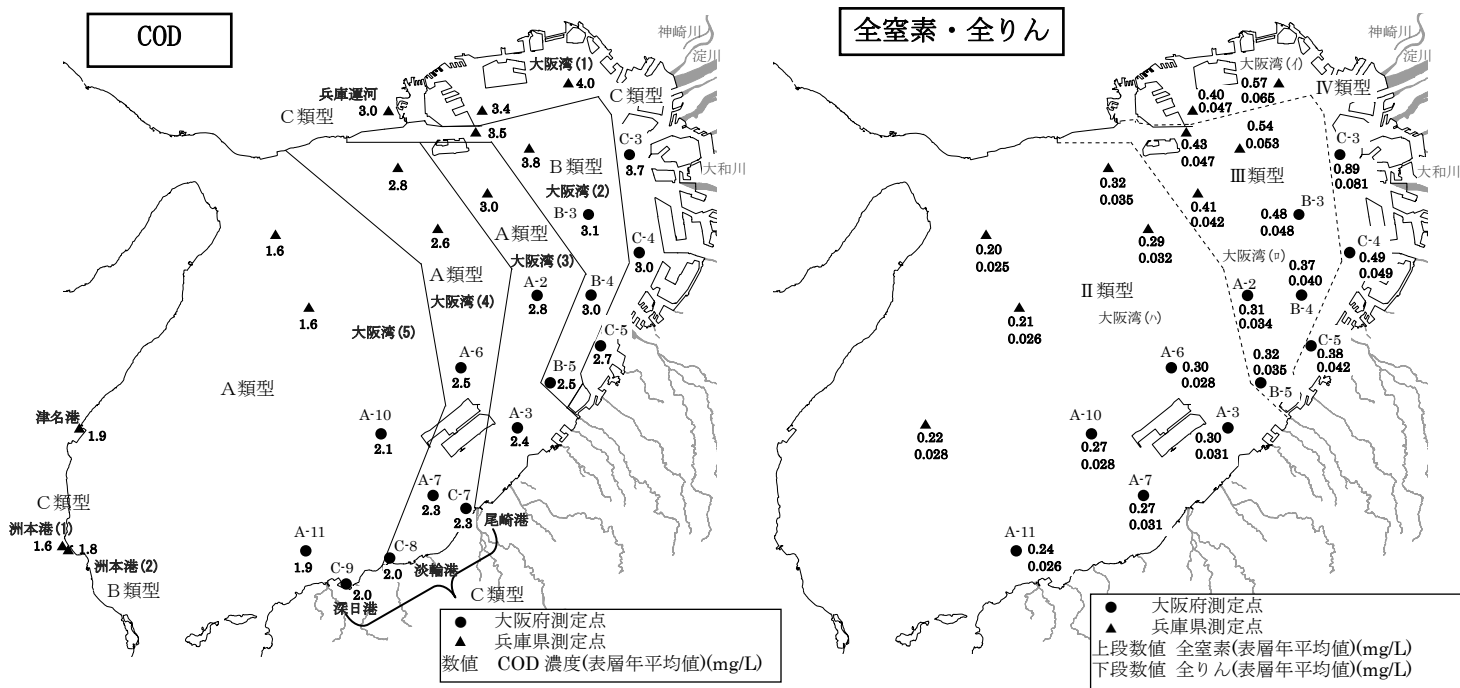 COD
神崎川
淀川
大阪湾(1)
4.0
C類型
兵庫運河
3.0
C類型
3.4
3.5
C-3
3.7
3.8
B類型
大阪湾(2)
2.8
3.0
B-3
3.1
大和川
1.6
2.6
A類型
大阪湾(3)
C-4
3.0
A類型
大阪湾(4)
A-2
2.8
B-4
3.0
1.6
大阪湾(5)
C-5
2.7
A-6
2.5
B-5
2.5
A類型
津名港
1.9
A-10
2.1
A-3
2.4
A-7
2.3
C-7
2.3
尾崎港
C類型
洲本港(1)
1.6
1.8
洲本港(2)
B類型
A-11
1.9
C-8
2.0
淡輪港
C-9
2.0
深日港
C類型
● 大阪府測定点
▲ 兵庫県測定点
数値 COD 濃度(表層年平均値)(mg/L)
全窒素・全りん
神崎川
淀川
大阪湾(イ)
0.57
0.065
Ⅳ類型
0.40
0.047
0.43
0.047
0.54
0.053
C-3
0.89
0.081
大和川
Ⅲ類型
0.32
0.035
0.41
0.042
B-3
0.48
0.048
0.20
0.025
0.29
0.032
大阪湾(ロ)
C-4
0.49
0.049
0.37
0.040
B-4
Ⅱ類型
大阪湾(ハ)
A-2
0.31
0.034
0.21
0.026
C-5
0.38
0.042
A-6
0.30
0.028
0.32
0.035
B-5
0.22
0.028
A-10
0.27
0.028
A-3
0.30
0.031
A-7
0.27
0.031
A-11
0.24
0.026
● 大阪府測定点
▲ 兵庫県測定点
上段数値 全窒素(表層年平均値)(mg/L)
下段数値 全りん(表層年平均値)(mg/L)